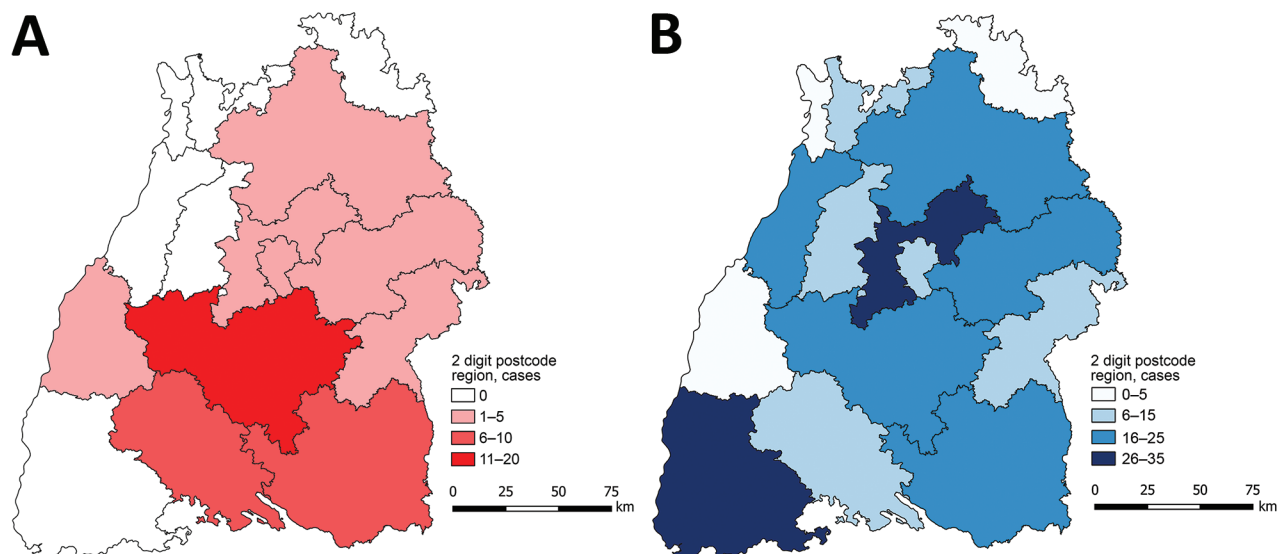 A
2 digit postcode
region, cases
0
1–5
6–10
11–20
0 25 50 75
km
B
2 digit postcode
region, cases
0–5
6–15
16–25
26–35
0 25 50 75
km